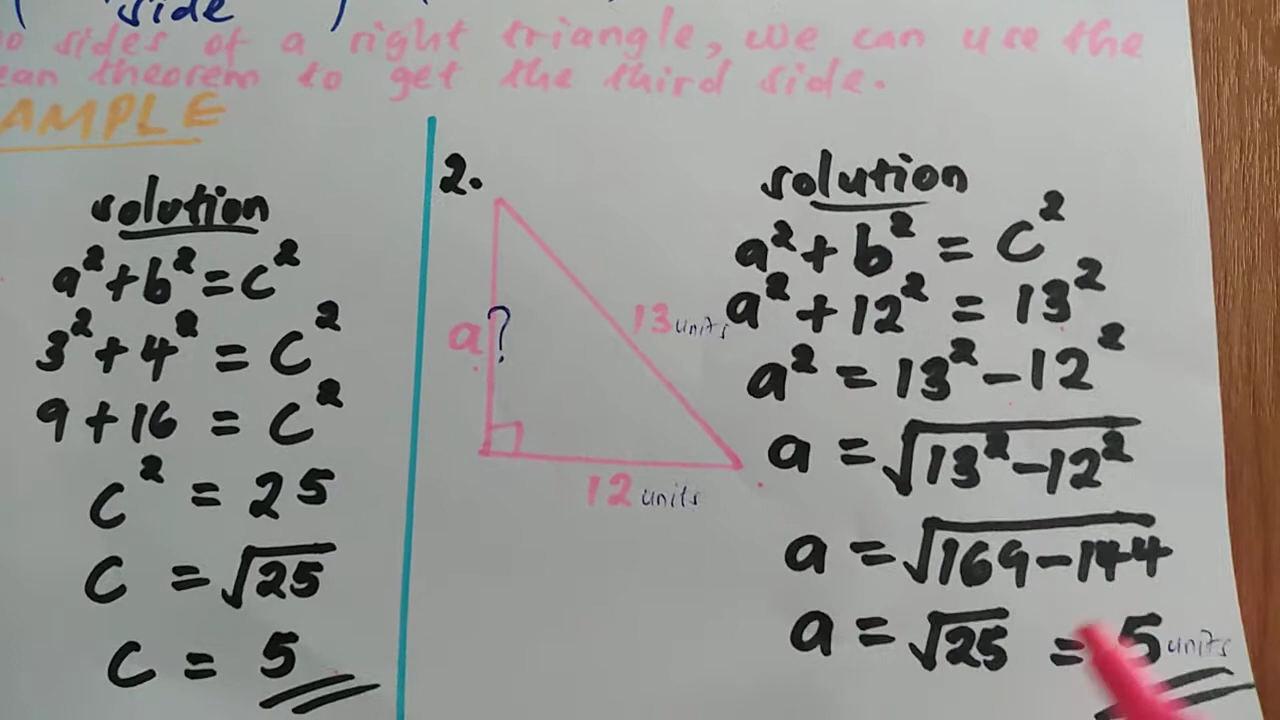 side
sides of a right triangle, we can use the
theorem to get the third side.
AMPLE
solution
a² + b² = c²
3² + 4² = c²
9 + 16 = c²
c² = 25
c = √25
c = 5
2.
a ?
13 units
12 units
solution
a² + b² = c²
a² + 12² = 13²
a² = 13² - 12²
a = √13² - 12²
a = √169 - 144
a = √25 = 5 units